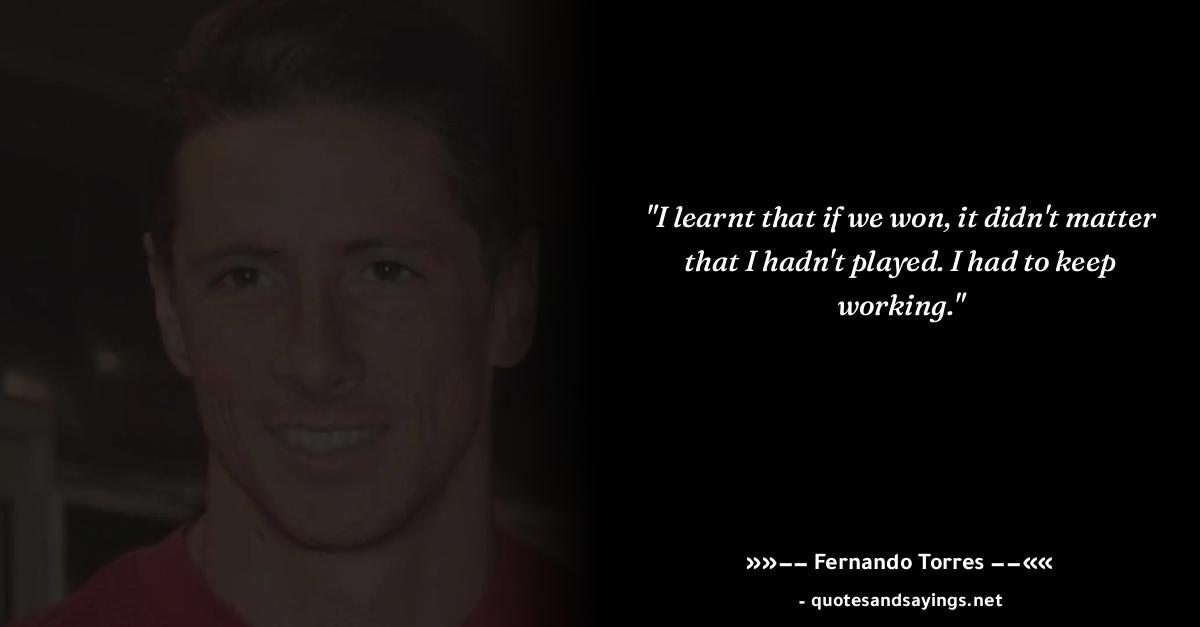 "I learnt that if we won, it didn't matter
that I hadn't played. I had to keep
working."
»»–– Fernando Torres ––««
- quotesandsayings.net